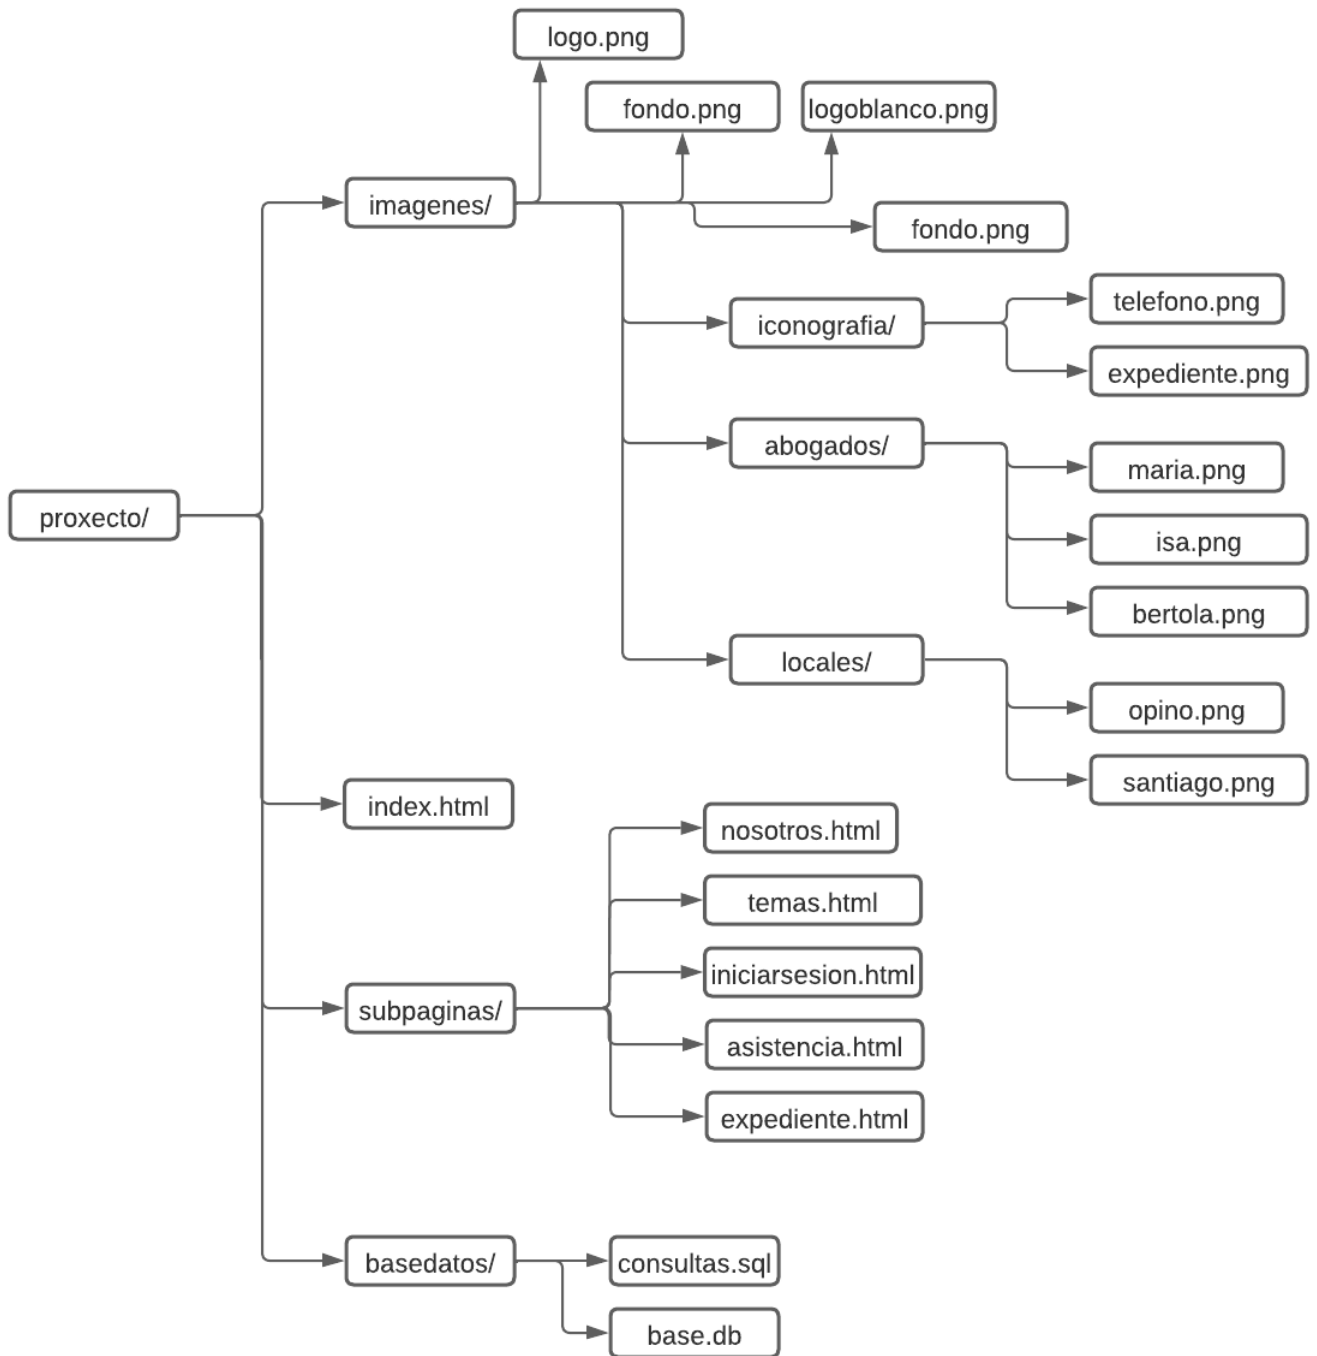 logo.png
fondo.png
logoblanco.png
imagenes/
fondo.png
telefono.png
iconografia/
expediente.png
abogados/
maria.png
proxecto/
isa.png
bertola.png
locales/
opino.png
santiago.png
index.html
nosotros.html
temas.html
iniciarsesion.html
subpaginas/
asistencia.html
expediente.html
basedatos/
consultas.sql
base.db